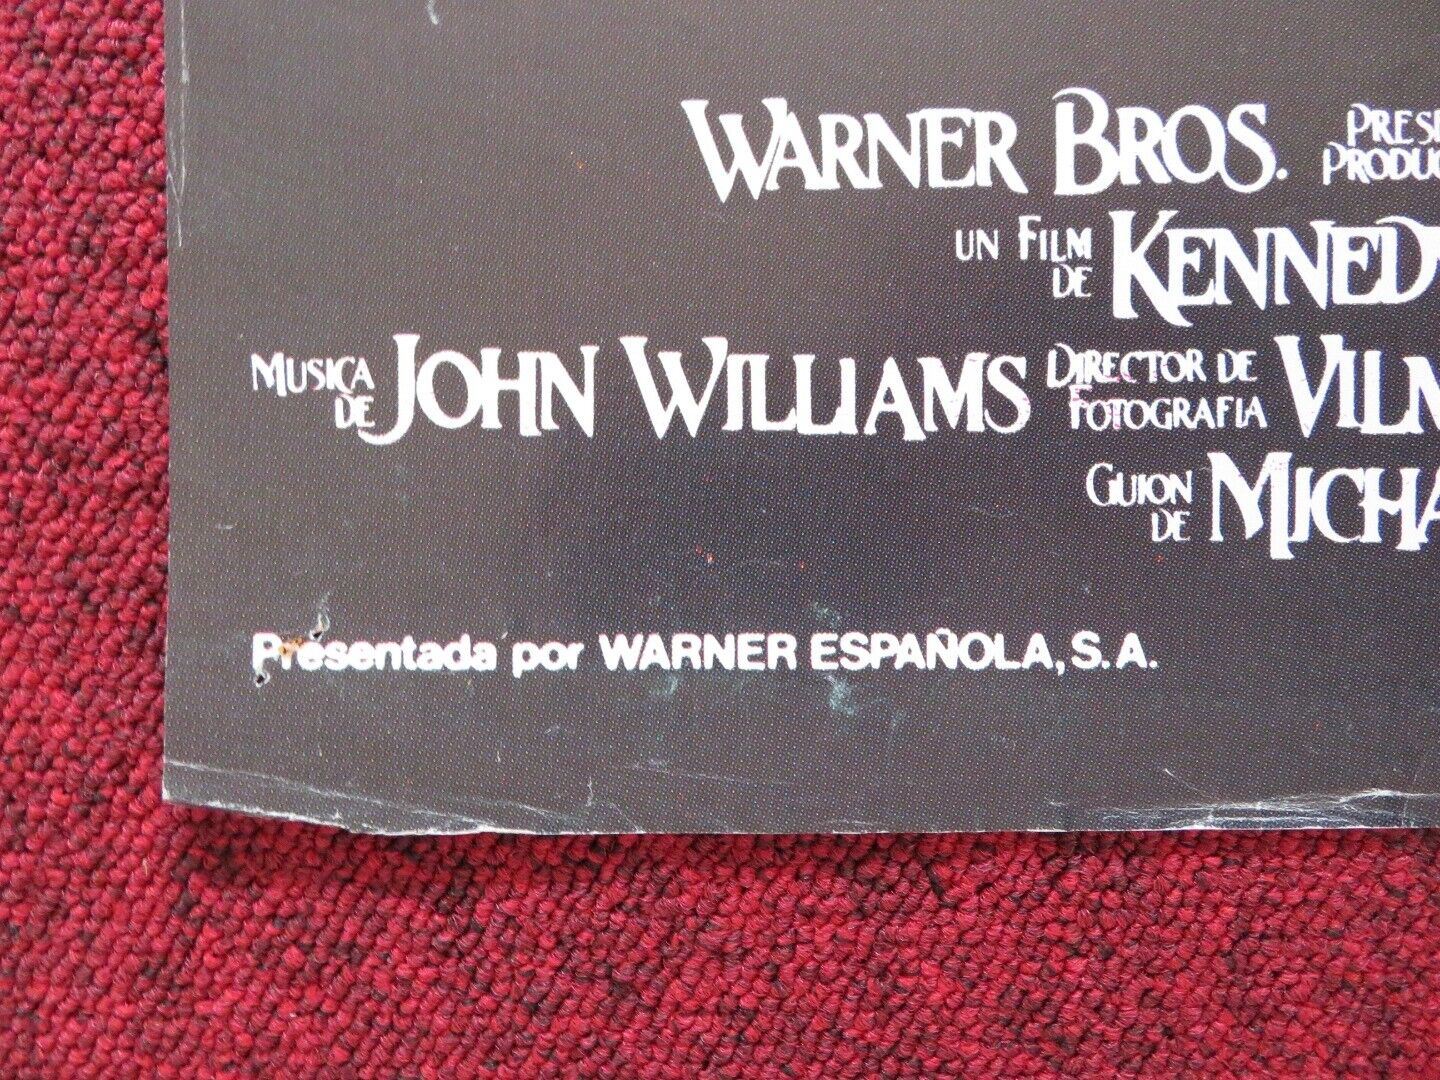 WARNER BROS.
UN FILM DE
MUSICA DE JOHN WILLIAMS DIRECTOR DE FOTOGRAFIA
GUION DE
Presentada por WARNER ESPAÑOLA, S.A.